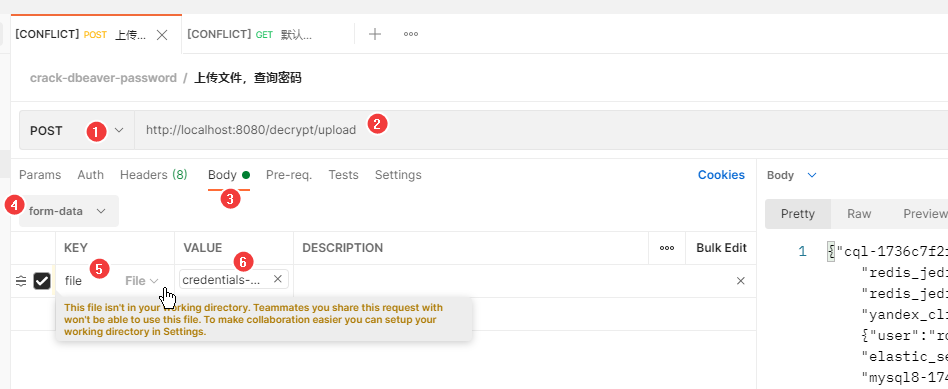 [CONFLICT] POST 上传... [CONFLICT] GET 默认...
crack-dbeaver-password / 上传文件，查询密码
POST 1 http://localhost:8080/decrypt/upload 2
Params Auth Headers (8) Body Pre-req. Tests Settings Cookies Body
3
4 form-data Pretty Raw Preview
KEY VALUE DESCRIPTION Bulk Edit
5 6
file File credentials-...
This file isn't in your working directory. Teammates you share this request with
won't be able to use this file. To make collaboration easier you can setup your
working directory in Settings.
1 {"cql-1736c7f2
"redis_jedi
"redis_jedi
"yandex_cli
{"user":"ro
"elastic_se
"mysql8-174